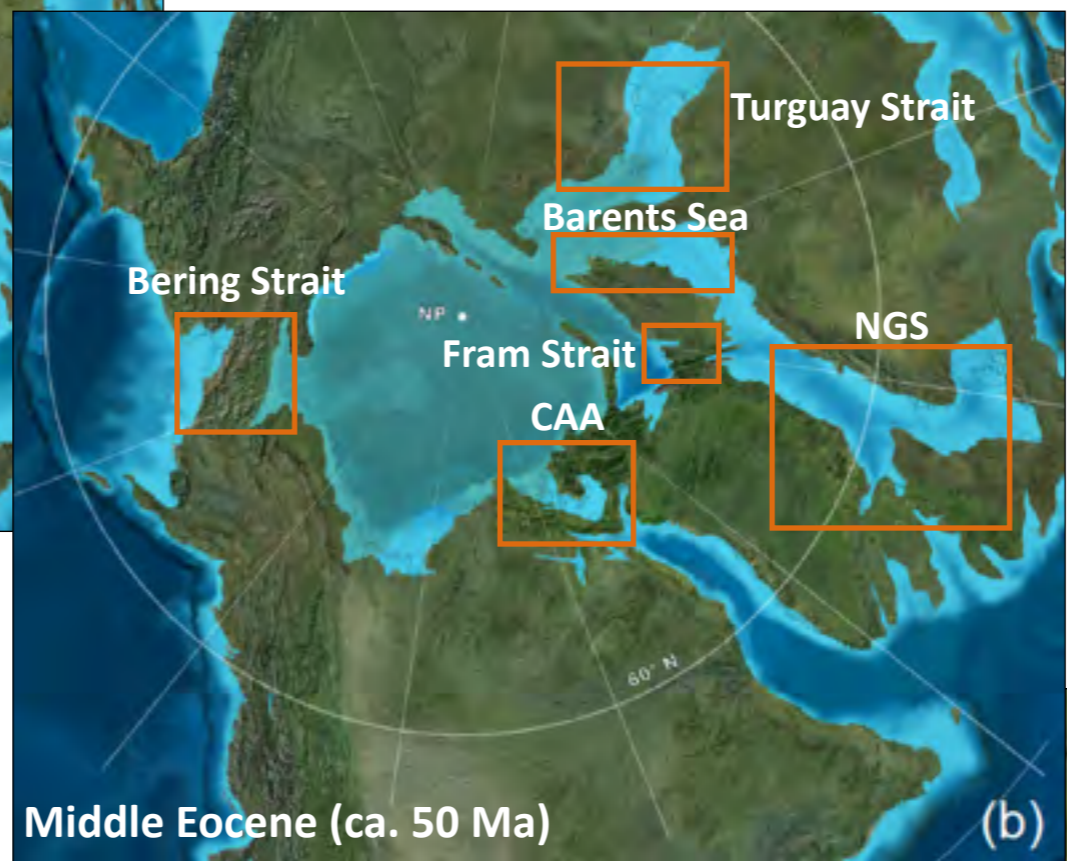 Turguay Strait
Barents Sea
Bering Strait
NP
NGS
Fram Strait
CAA
60° N
Middle Eocene (ca. 50 Ma)
(b)